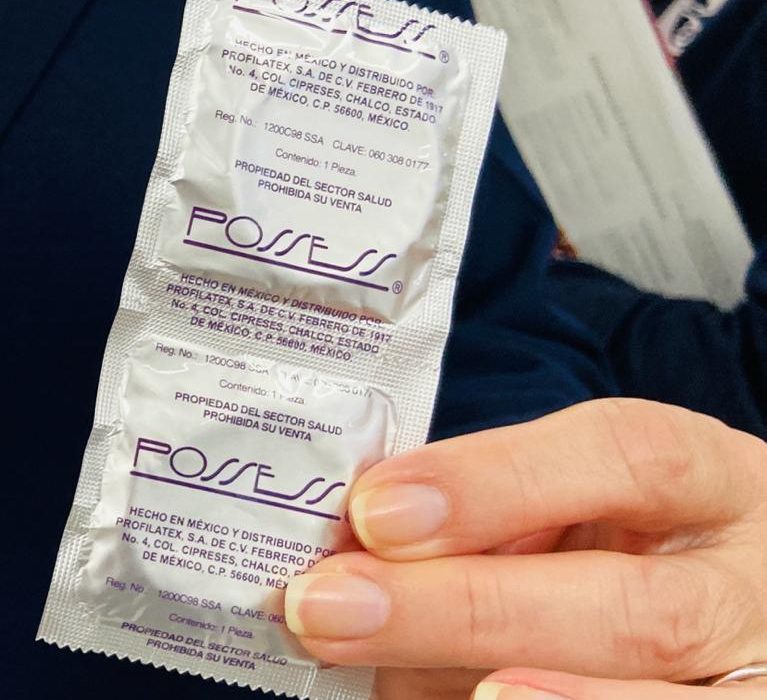 POSSESS®
HECHO EN MÉXICO Y DISTRIBUIDO POR:
PROFILATEX, S.A. DE C.V. FEBRERO DE 1917
No. 4, COL. CIPRESES, CHALCO, ESTADO
DE MÉXICO, C.P. 56600, MÉXICO.
Reg. No.: 1200C98 SSA CLAVE: 060 308 0177
Contenido: 1 Pieza.
PROPIEDAD DEL SECTOR SALUD
PROHIBIDA SU VENTA
POSSESS®
HECHO EN MÉXICO Y DISTRIBUIDO POR:
PROFILATEX, S.A. DE C.V. FEBRERO DE 1917
No. 4, COL. CIPRESES, CHALCO, ESTADO
DE MÉXICO, C.P. 56600, MÉXICO.
Reg. No.: 1200C98 SSA 0177
Contenido: 1 Pieza.
PROPIEDAD DEL SECTOR SALUD
PROHIBIDA SU VENTA
POSSESS
HECHO EN MÉXICO Y DISTRIBUIDO POR
PROFILATEX, S.A. DE C.V. FEBRERO D
No. 4, COL. CIPRESES, CHALCO,
DE MÉXICO, C.P. 56600, MÉX
Reg. No. 1200C98 SSA CLAVE: 060
Contenido: 1 Pieza.
PROPIEDAD DEL SECTOR SALUD
PROHIBIDA SU VENTA